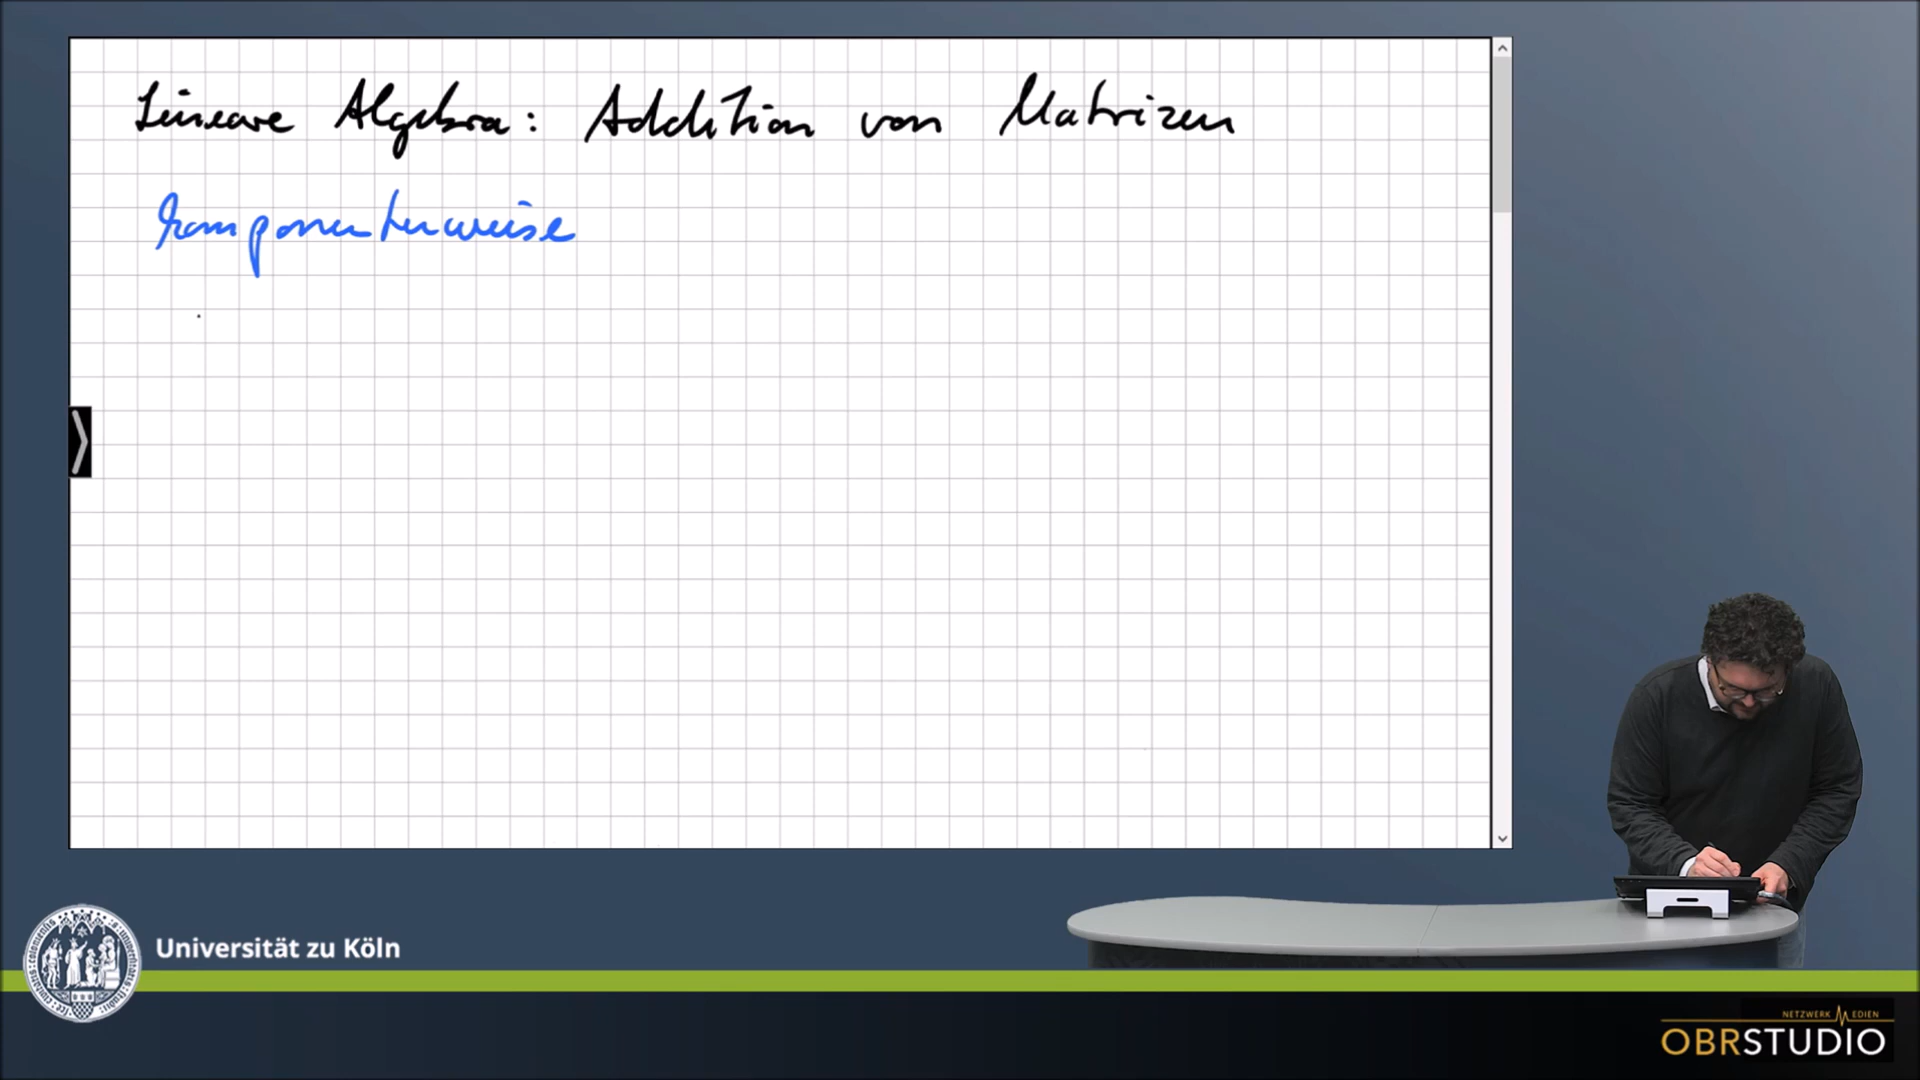 Lineare Algebra: Addition von Matrizen
komponentenweise
Universität zu Köln
NETZWERK MEDIEN
OBRSTUDIO